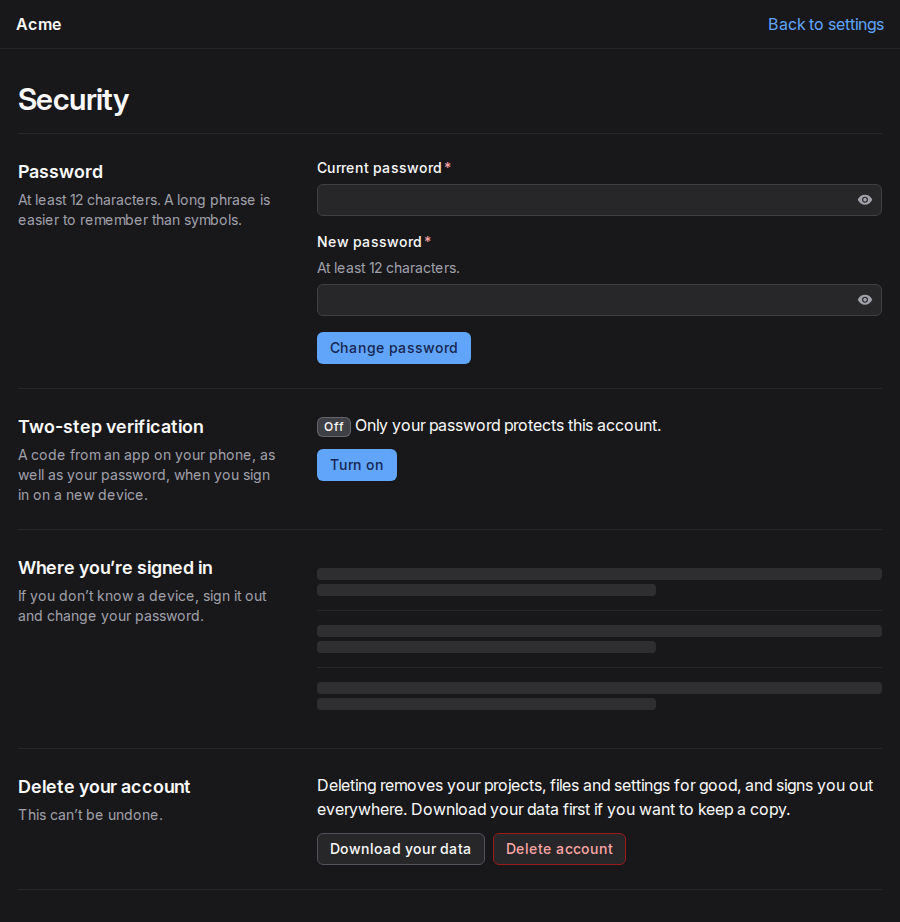 Acme
Back to settings
Security
Password
At least 12 characters. A long phrase is
easier to remember than symbols.
Current password *
New password *
At least 12 characters.
Change password
Two-step verification
A code from an app on your phone, as
well as your password, when you sign
in on a new device.
Off Only your password protects this account.
Turn on
Where you’re signed in
If you don’t know a device, sign it out
and change your password.
Delete your account
This can’t be undone.
Deleting removes your projects, files and settings for good, and signs you out
everywhere. Download your data first if you want to keep a copy.
Download your data
Delete account